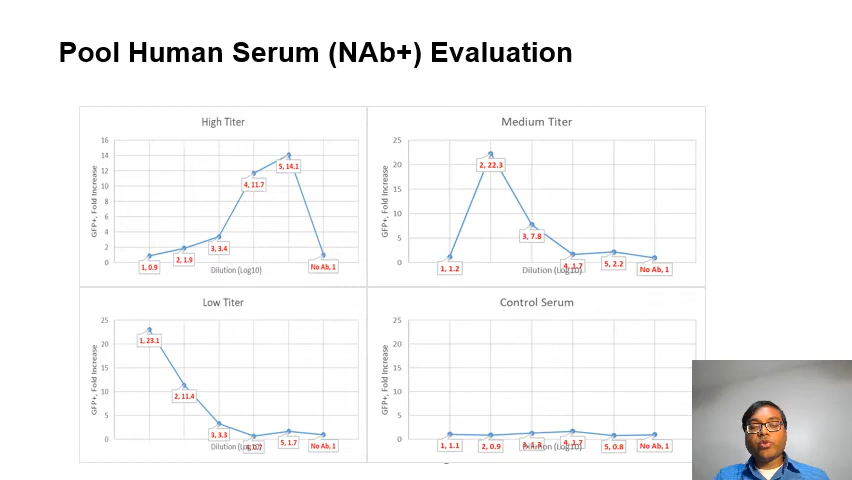 Pool Human Serum (NAb+) Evaluation
High Titer
GFP+, Fold Increase
16
14
12
10
8
6
4
2
0
1, 0.9
2, 1.9
3, 3.4
4, 11.7
5, 14.1
No Ab, 1
Dilution (Log10)
Medium Titer
GFP+, Fold Increase
25
20
15
10
5
0
1, 1.2
2, 22.3
3, 7.8
4, 1.7
5, 2.2
No Ab, 1
Dilution (Log10)
Low Titer
GFP+, Fold Increase
25
20
15
10
5
0
1, 23.1
2, 11.4
3, 3.3
5, 1.7
No Ab, 1
Dilution (Log10)
Control Serum
GFP+, Fold Increase
25
20
15
10
5
0
1, 1.1
2, 0.9
4, 1.7
5, 0.8
No Ab, 1
Dilution (Log10)